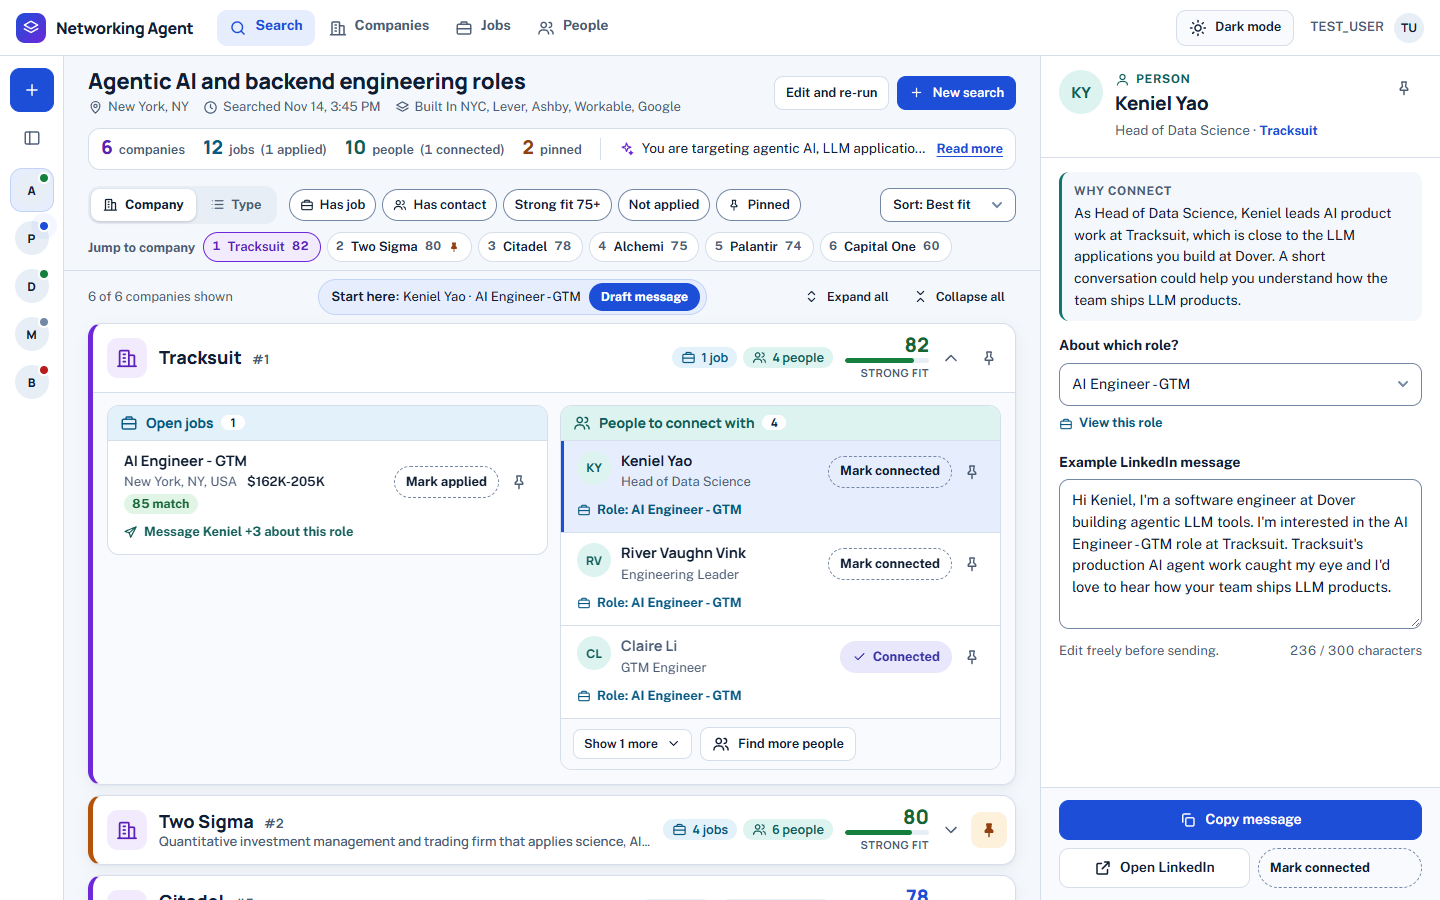 Networking Agent
Search
Companies
Jobs
People
Dark mode
TEST_USER
TU
A
P
D
M
B
Agentic AI and backend engineering roles
New York, NY
Searched Nov 14, 3:45 PM
Built In NYC, Lever, Ashby, Workable, Google
Edit and re-run
New search
6 companies
12 jobs (1 applied)
10 people (1 connected)
2 pinned
You are targeting agentic AI, LLM applicatio...
Read more
Company
Type
Has job
Has contact
Strong fit 75+
Not applied
Pinned
Sort: Best fit
Jump to company
1 Tracksuit 82
2 Two Sigma 80
3 Citadel 78
4 Alchemi 75
5 Palantir 74
6 Capital One 60
6 of 6 companies shown
Start here: Keniel Yao · AI Engineer - GTM
Draft message
Expand all
Collapse all
Tracksuit #1
1 job
4 people
82
STRONG FIT
Open jobs 1
AI Engineer - GTM
New York, NY, USA $162K-205K
85 match
Message Keniel +3 about this role
Mark applied
People to connect with 4
KY
Keniel Yao
Head of Data Science
Role: AI Engineer - GTM
Mark connected
RV
River Vaughn Vink
Engineering Leader
Role: AI Engineer - GTM
Mark connected
CL
Claire Li
GTM Engineer
Role: AI Engineer - GTM
Connected
Show 1 more
Find more people
Two Sigma #2
Quantitative investment management and trading firm that applies science, AI...
4 jobs
6 people
80
STRONG FIT
Citadel
78
KY
PERSON
Keniel Yao
Head of Data Science · Tracksuit
WHY CONNECT
As Head of Data Science, Keniel leads AI product
work at Tracksuit, which is close to the LLM
applications you build at Dover. A short
conversation could help you understand how the
team ships LLM products.
About which role?
AI Engineer - GTM
View this role
Example LinkedIn message
Hi Keniel, I'm a software engineer at Dover
building agentic LLM tools. I'm interested in the AI
Engineer - GTM role at Tracksuit. Tracksuit's
production AI agent work caught my eye and I'd
love to hear how your team ships LLM products.
Edit freely before sending.
236 / 300 characters
Copy message
Open LinkedIn
Mark connected